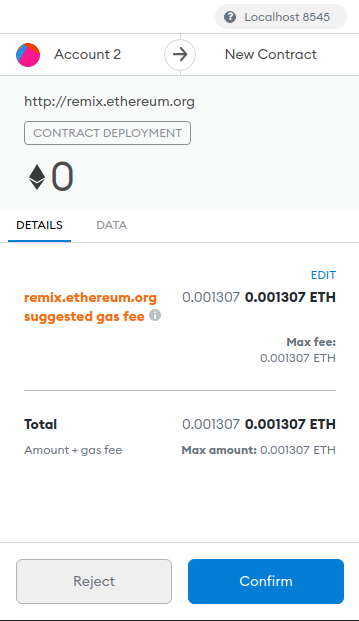 Localhost 8545
Account 2
New Contract
http://remix.ethereum.org
CONTRACT DEPLOYMENT
0
DETAILS DATA
EDIT
remix.ethereum.org 0.001307 0.001307 ETH
suggested gas fee
Max fee:
0.001307 ETH
Total 0.001307 0.001307 ETH
Amount + gas fee Max amount: 0.001307 ETH
Reject Confirm